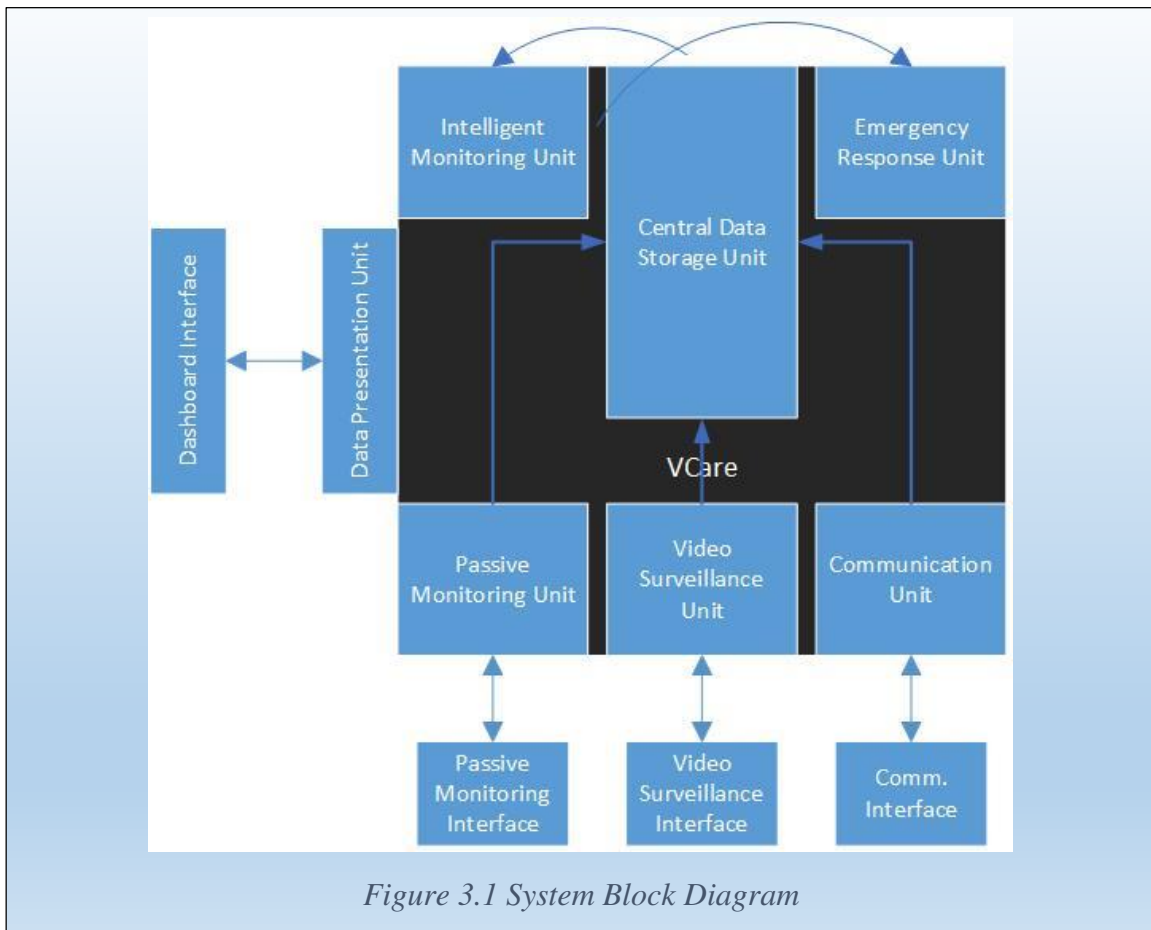 Intelligent
Monitoring Unit
Emergency
Response Unit
Central Data
Storage Unit
Dashboard Interface
Data Presentation Unit
VCare
Passive
Monitoring Unit
Video
Surveillance
Unit
Communication
Unit
Passive
Monitoring
Interface
Video
Surveillance
Interface
Comm.
Interface
Figure 3.1 System Block Diagram